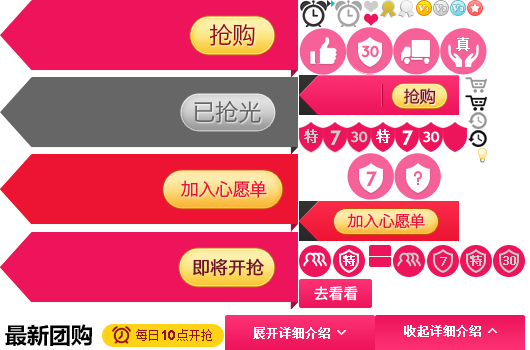 抢购
V3
V2
V1
30
真
已抢光
抢购
特 7 30 特 7 30
7 ?
加入心愿单
加入心愿单
特 7 特 30
即将开抢
去看看
最新团购
每日10点开抢
展开详细介绍
收起详细介绍